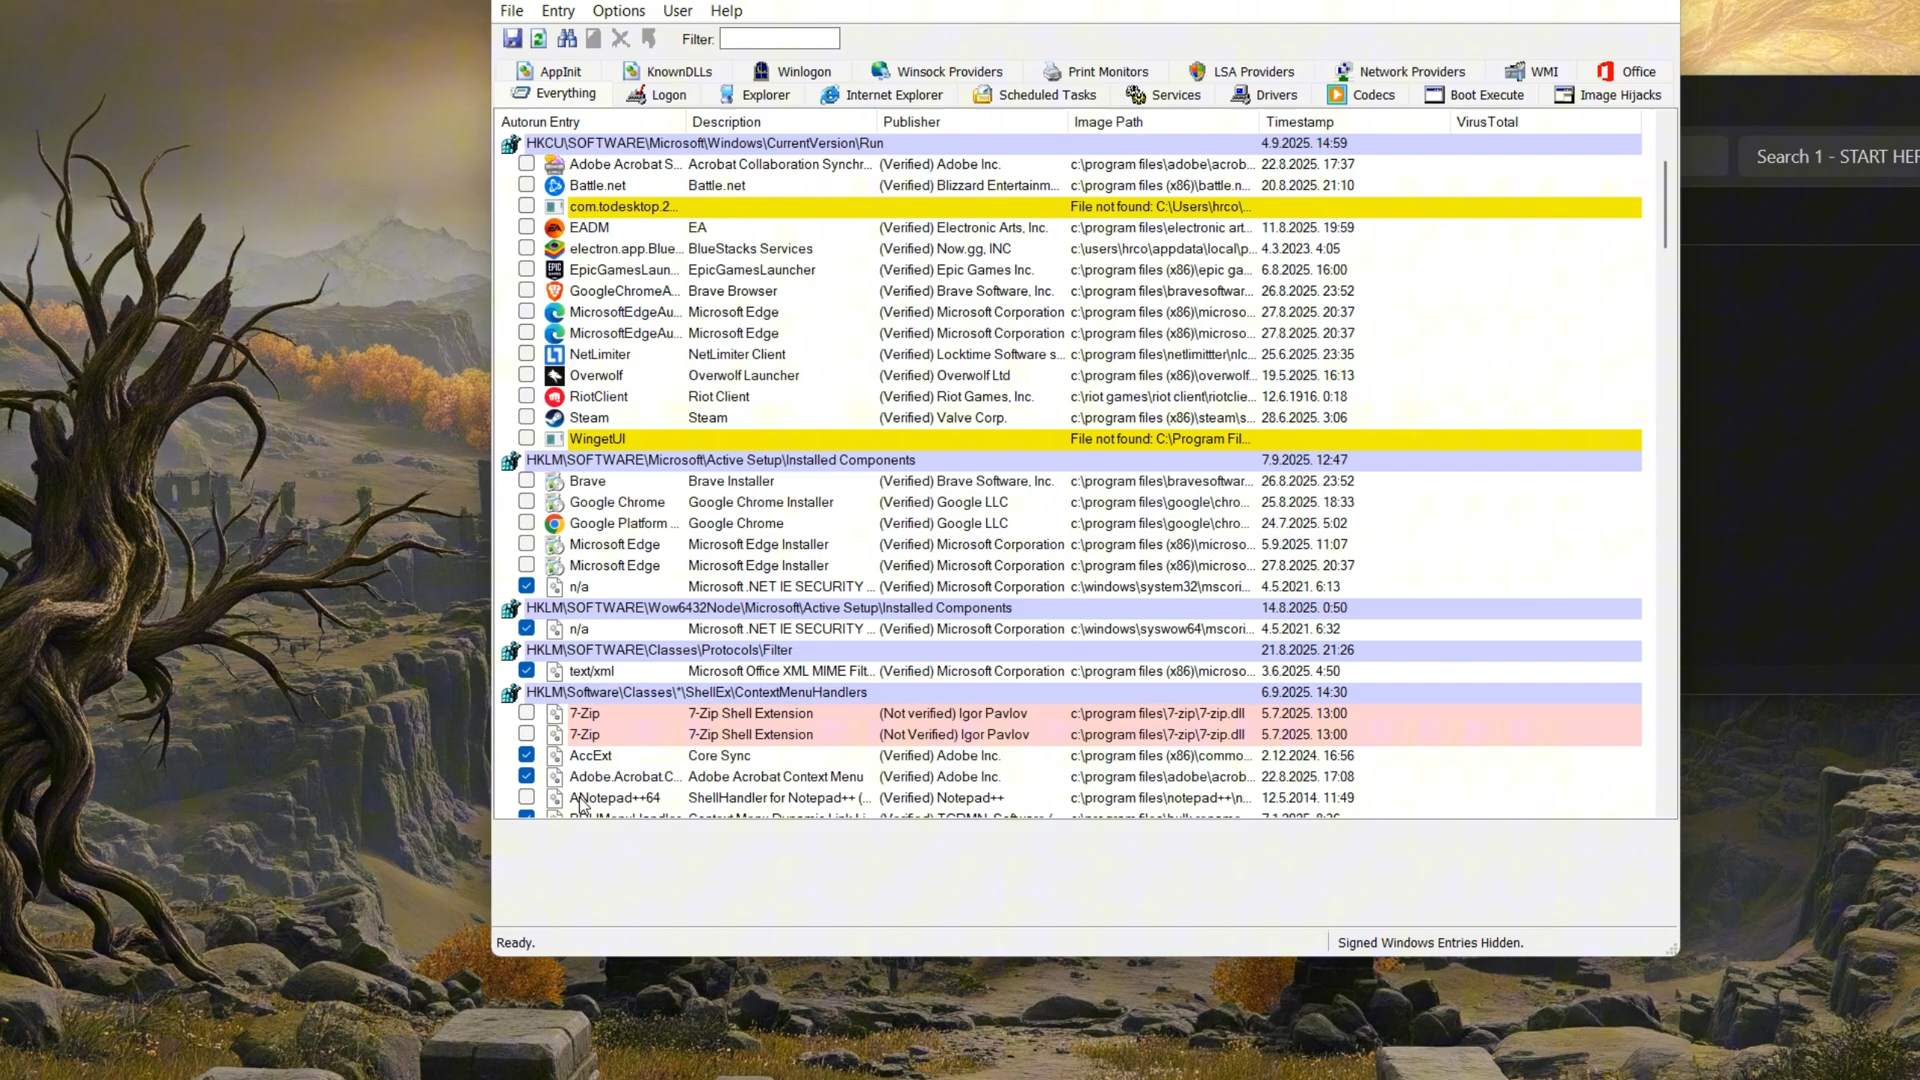 File Entry Options User Help
Filter:
AppInit KnownDLLs Winlogon Winsock Providers Print Monitors LSA Providers Network Providers WMI Office
Everything Logon Explorer Internet Explorer Scheduled Tasks Services Drivers Codecs Boot Execute Image Hijacks
Autorun Entry Description Publisher Image Path Timestamp VirusTotal
HKCU\SOFTWARE\Microsoft\Windows\CurrentVersion\Run 4.9.2025. 14:59
Adobe Acrobat S... Acrobat Collaboration Synchr... (Verified) Adobe Inc. c:\program files\adobe\acrob... 22.8.2025. 17:37
Battle.net Battle.net (Verified) Blizzard Entertainm... c:\program files (x86)\battle.n... 20.8.2025. 21:10
com.todesktop.2... File not found: C:\Users\hrco\...
EADM EA (Verified) Electronic Arts, Inc. c:\program files\electronic art... 11.8.2025. 19:59
electron.app.Blue... BlueStacks Services (Verified) Now.gg, INC c:\users\hrco\appdata\local\p... 4.3.2023. 4:05
EpicGamesLaun... EpicGamesLauncher (Verified) Epic Games Inc. c:\program files (x86)\epic ga... 6.8.2025. 16:00
GoogleChromeA... Brave Browser (Verified) Brave Software, Inc. c:\program files\bravesoftwar... 26.8.2025. 23:52
MicrosoftEdgeAu... Microsoft Edge (Verified) Microsoft Corporation c:\program files (x86)\microso... 27.8.2025. 20:37
MicrosoftEdgeAu... Microsoft Edge (Verified) Microsoft Corporation c:\program files (x86)\microso... 27.8.2025. 20:37
NetLimiter NetLimiter Client (Verified) Locktime Software s... c:\program files\netlimittter\nlc... 25.6.2025. 23:35
Overwolf Overwolf Launcher (Verified) Overwolf Ltd c:\program files (x86)\overwolf... 19.5.2025. 16:13
RiotClient Riot Client (Verified) Riot Games, Inc. c:\riot games\riot client\riotclie... 12.6.1916. 0:18
Steam Steam (Verified) Valve Corp. c:\program files (x86)\steam\s... 28.6.2025. 3:06
WingetUI File not found: C:\Program Fil...
HKLM\SOFTWARE\Microsoft\Active Setup\Installed Components 7.9.2025. 12:47
Brave Brave Installer (Verified) Brave Software, Inc. c:\program files\bravesoftwar... 26.8.2025. 23:52
Google Chrome Google Chrome Installer (Verified) Google LLC c:\program files\google\chro... 25.8.2025. 18:33
Google Platform ... Google Chrome (Verified) Google LLC c:\program files\google\chro... 24.7.2025. 5:02
Microsoft Edge Microsoft Edge Installer (Verified) Microsoft Corporation c:\program files (x86)\microso... 5.9.2025. 11:07
Microsoft Edge Microsoft Edge Installer (Verified) Microsoft Corporation c:\program files (x86)\microso... 27.8.2025. 20:37
n/a Microsoft .NET IE SECURITY ... (Verified) Microsoft Corporation c:\windows\system32\mscori... 4.5.2021. 6:13
HKLM\SOFTWARE\Wow6432Node\Microsoft\Active Setup\Installed Components 14.8.2025. 0:50
n/a Microsoft .NET IE SECURITY ... (Verified) Microsoft Corporation c:\windows\syswow64\mscori... 4.5.2021. 6:32
HKLM\SOFTWARE\Classes\Protocols\Filter 21.8.2025. 21:26
text/xml Microsoft Office XML MIME Filt... (Verified) Microsoft Corporation c:\program files (x86)\microso... 3.6.2025. 4:50
HKLM\Software\Classes\*\ShellEx\ContextMenuHandlers 6.9.2025. 14:30
7-Zip 7-Zip Shell Extension (Not verified) Igor Pavlov c:\program files\7-zip\7-zip.dll 5.7.2025. 13:00
7-Zip 7-Zip Shell Extension (Not Verified) Igor Pavlov c:\program files\7-zip\7-zip.dll 5.7.2025. 13:00
AccExt Core Sync (Verified) Adobe Inc. c:\program files (x86)\commo... 2.12.2024. 16:56
Adobe.Acrobat.C... Adobe Acrobat Context Menu (Verified) Adobe Inc. c:\program files\adobe\acrob... 22.8.2025. 17:08
ANotepad++64 ShellHandler for Notepad++ (... (Verified) Notepad++ c:\program files\notepad++\n... 12.5.2014. 11:49
Ready. Signed Windows Entries Hidden.
Search 1 - START HER